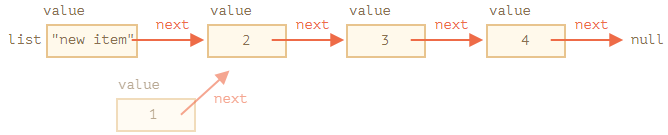 value value value value
next next next next
list "new item" 2 3 4 null
value
next
1